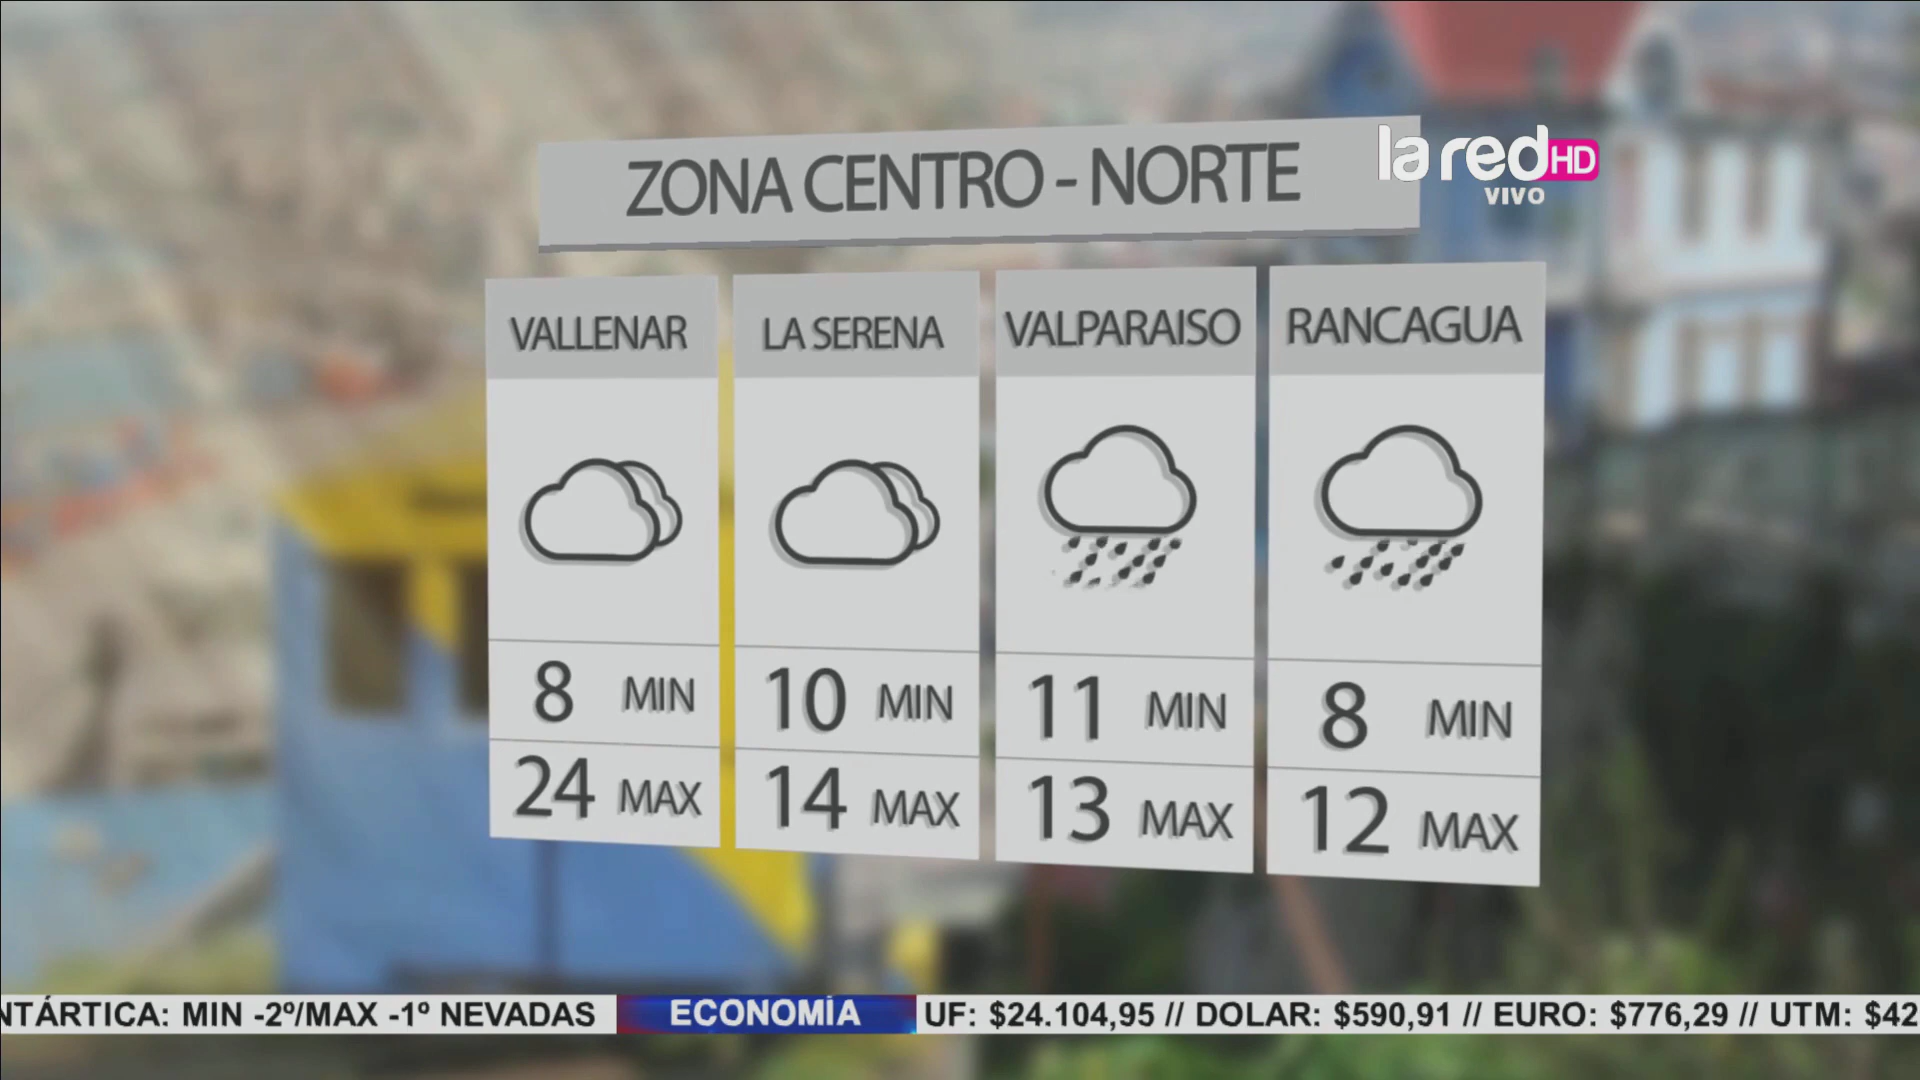 ZONA CENTRO - NORTE
la red HD
VIVO
VALLENAR
8 MIN
24 MAX
LA SERENA
10 MIN
14 MAX
VALPARAISO
11 MIN
13 MAX
RANCAGUA
8 MIN
12 MAX
NTÁRTICA: MIN -2º/MAX -1º NEVADAS ECONOMÍA UF: $24.104,95 // DOLAR: $590,91 // EURO: $776,29 // UTM: $42